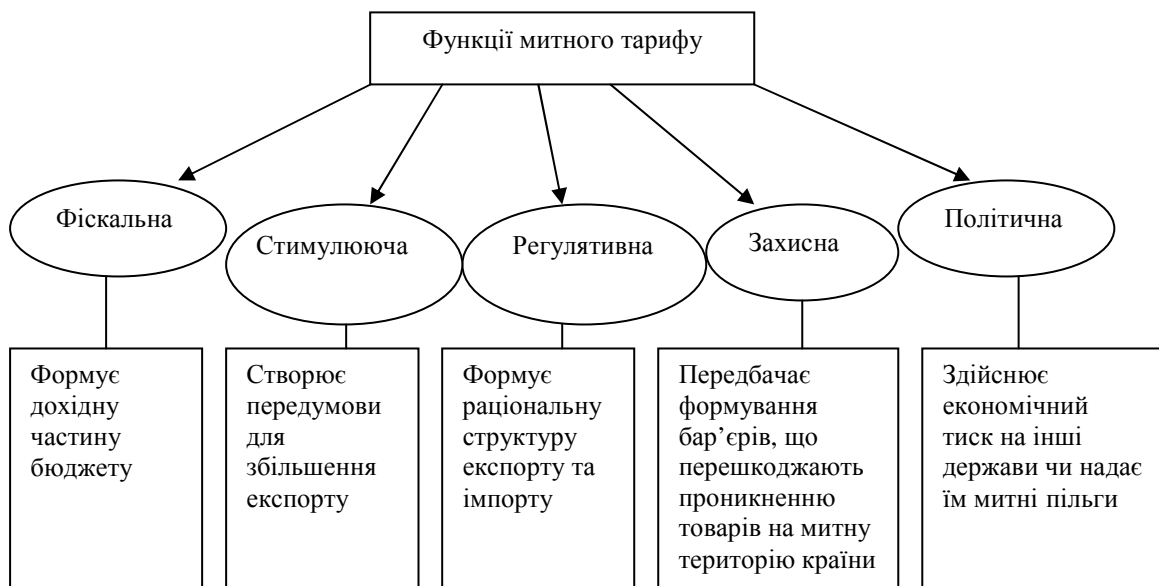 Функції митного тарифу
Фіскальна
Стимулююча
Регулятивна
Захисна
Політична
Формує
дохідну
частину
бюджету
Створює
передумови
для
збільшення
експорту
Формує
раціональну
структуру
експорту та
імпорту
Передбачає
формування
бар’єрів, що
перешкоджають
проникненню
товарів на митну
територію країни
Здійснює
економічний
тиск на інші
держави чи надає
їм митні пільги